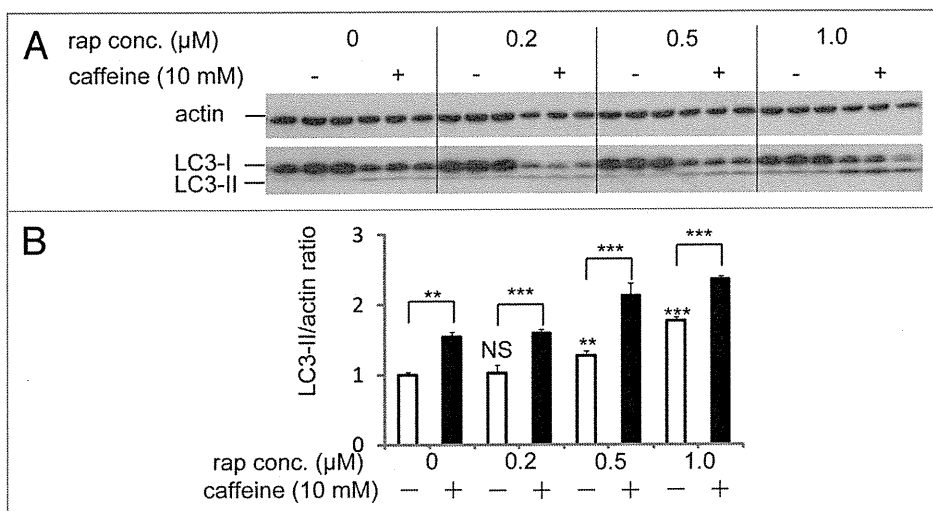 A
rap conc. (μM) 0 0.2 0.5 1.0
caffeine (10 mM) - + - + - + - +
actin
LC3-I
LC3-II
B
LC3-II/actin ratio
3
2
1
0
** *** *** ***
NS ** ***
rap conc. (μM) 0 0.2 0.5 1.0
caffeine (10 mM) − + − + − + − +